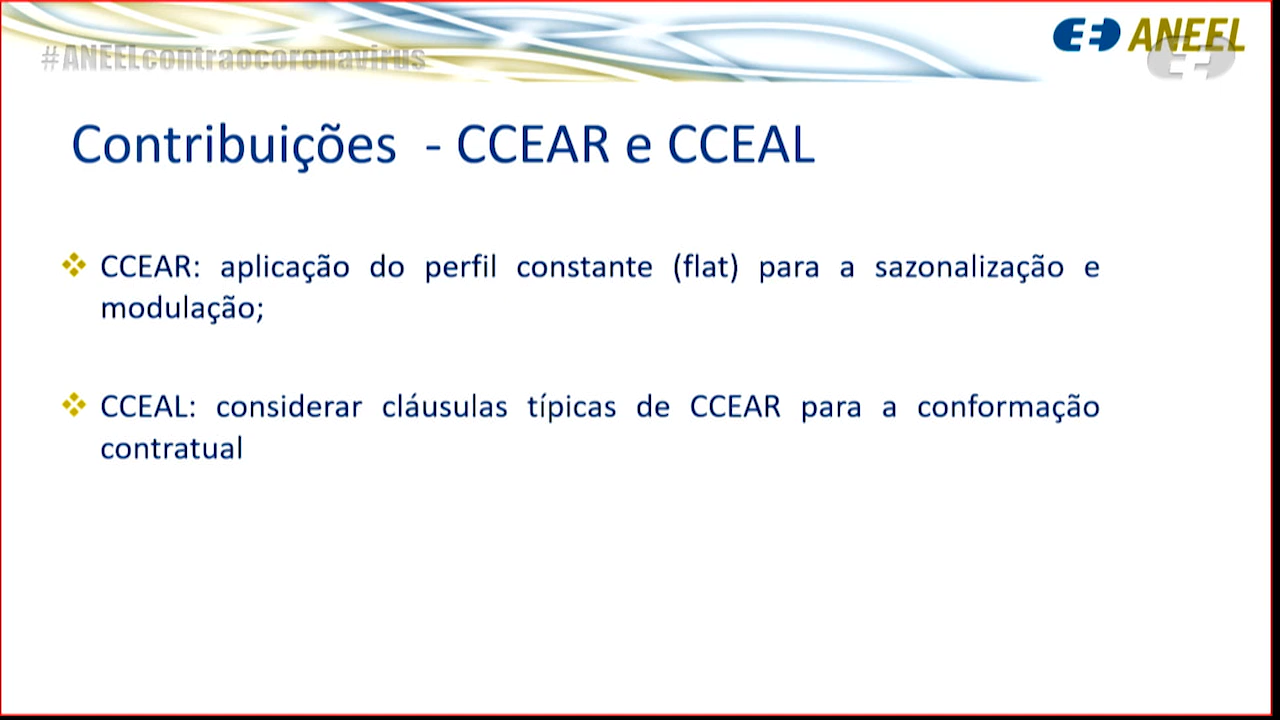 #ANEELcontraocoronavirus
ANEEL
Contribuições - CCEAR e CCEAL
CCEAR: aplicação do perfil constante (flat) para a sazonalização e
modulação;
CCEAL: considerar cláusulas típicas de CCEAR para a conformação
contratual